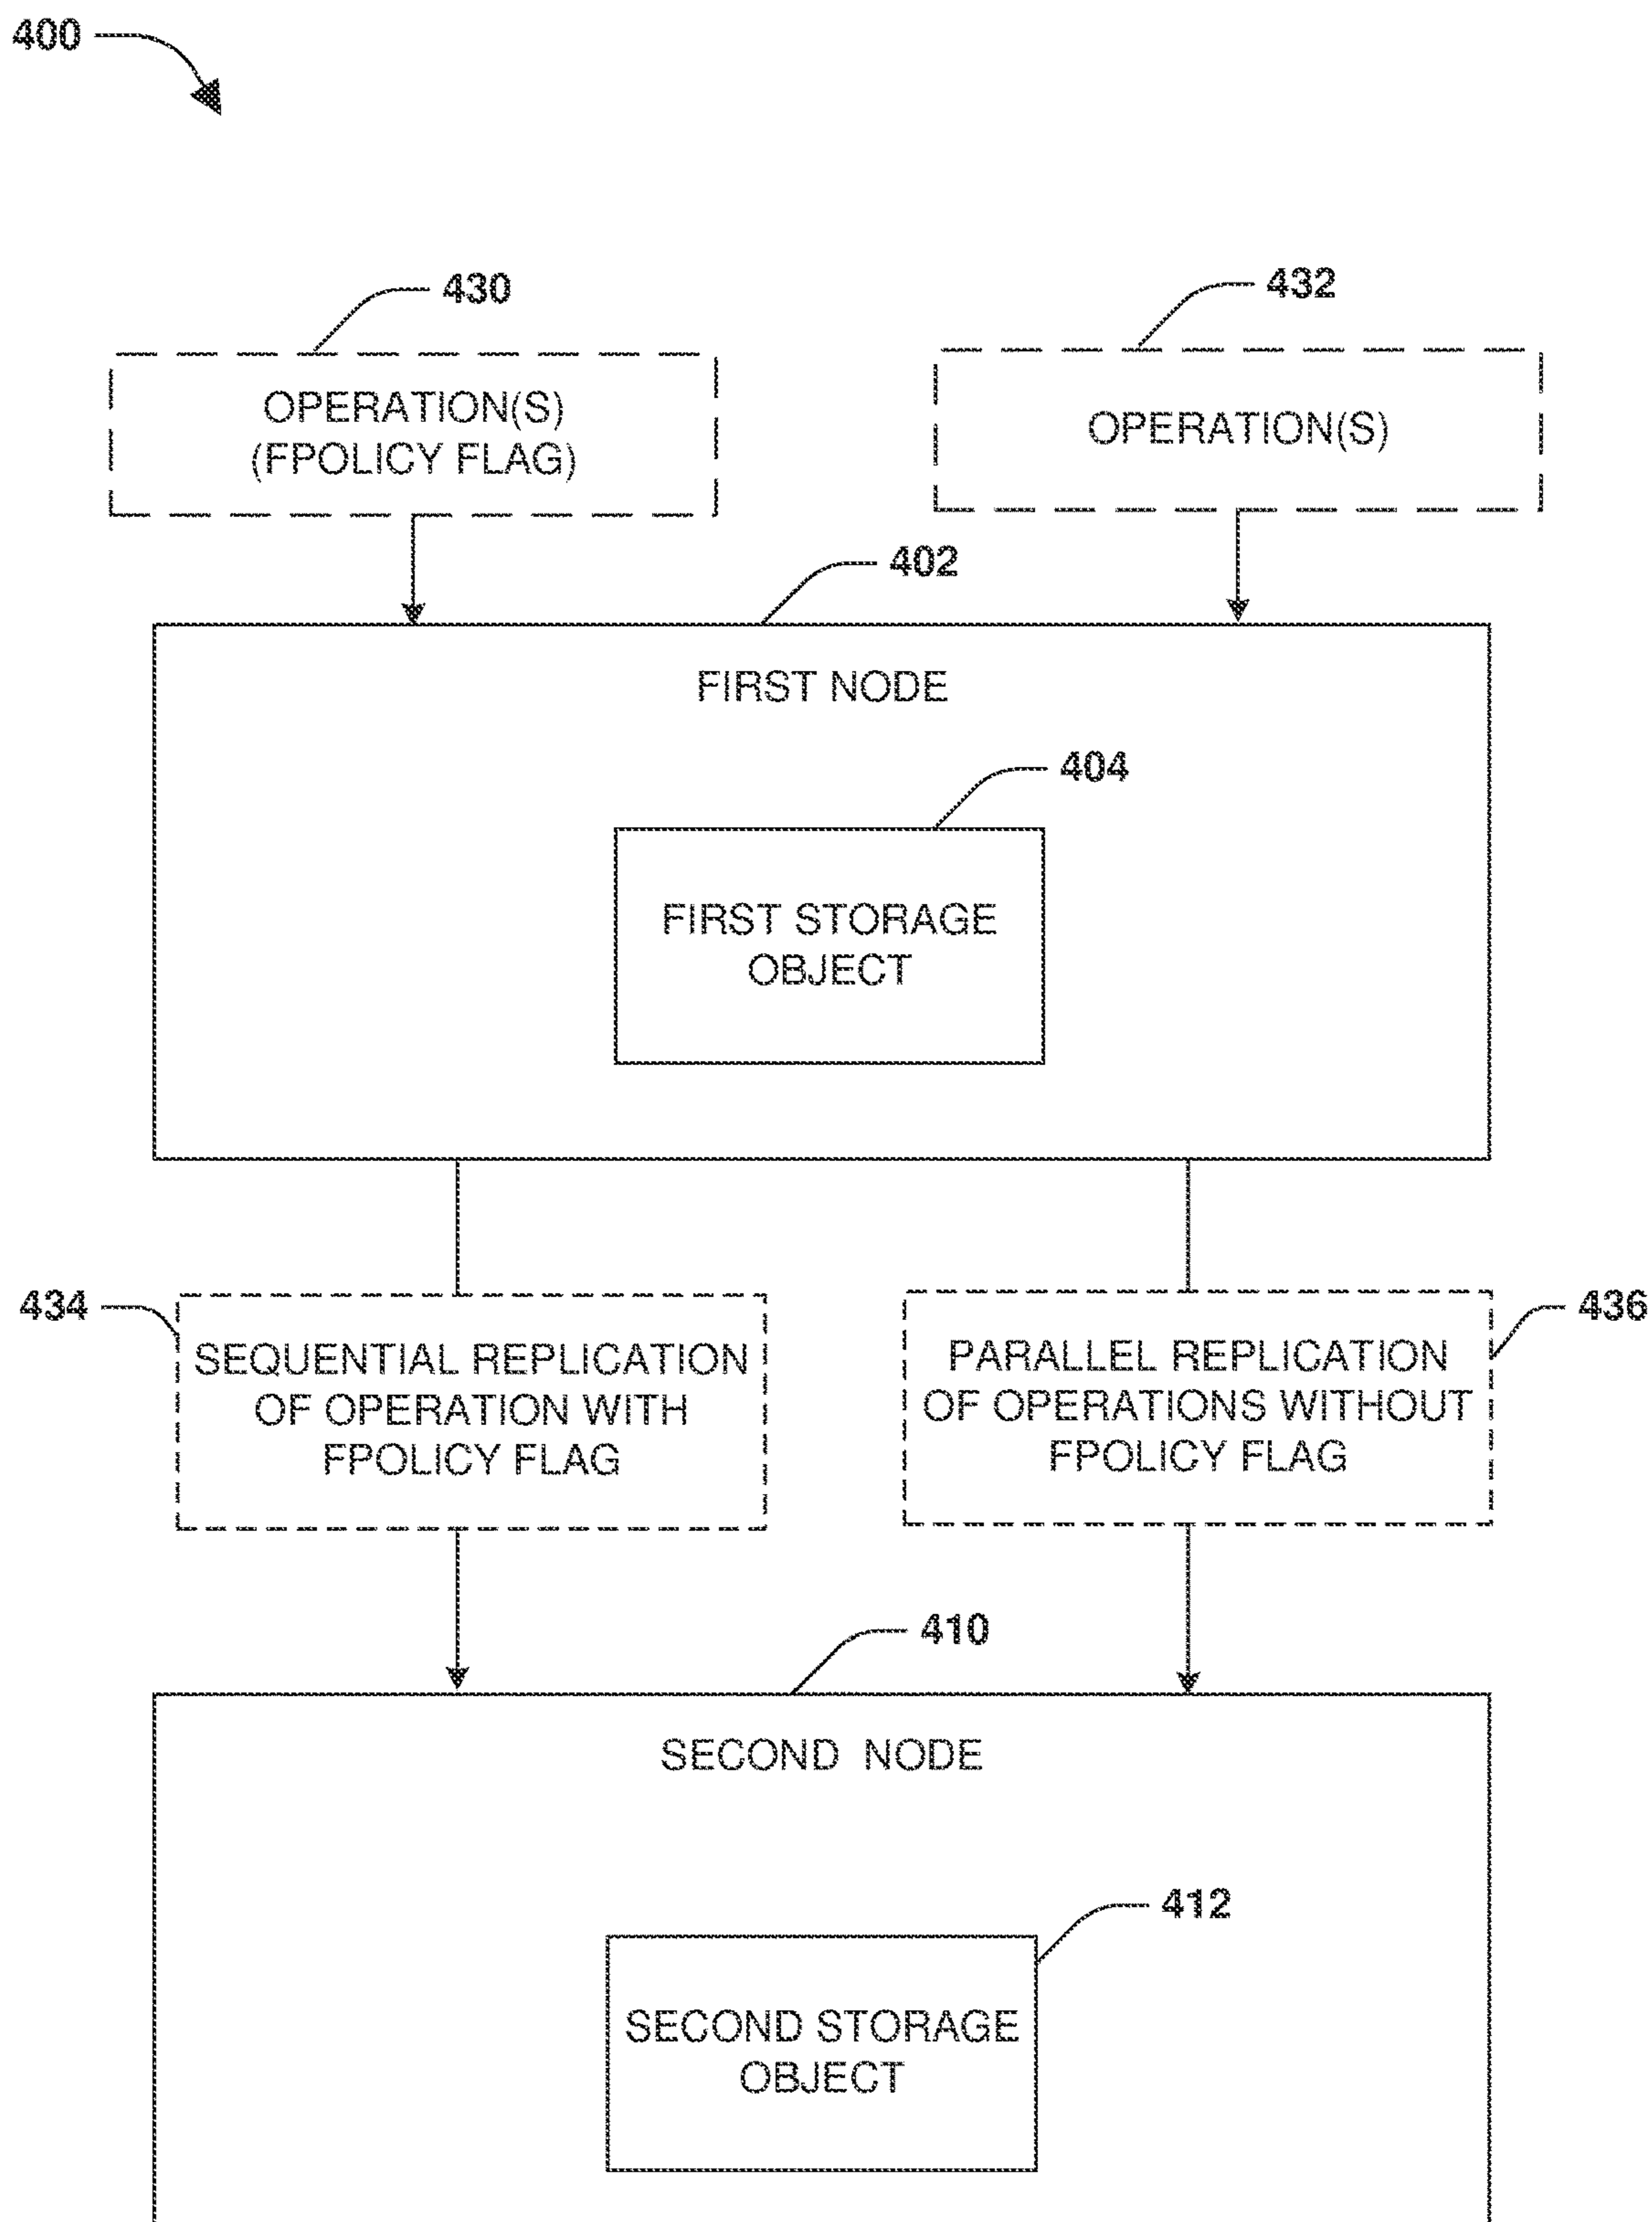 400
430
432
OPERATION(S)
(FPOLICY FLAG)
OPERATION(S)
402
FIRST NODE
404
FIRST STORAGE
OBJECT
434
SEQUENTIAL REPLICATION
OF OPERATION WITH
FPOLICY FLAG
PARALLEL REPLICATION
OF OPERATIONS WITHOUT
FPOLICY FLAG
436
410
SECOND NODE
412
SECOND STORAGE
OBJECT